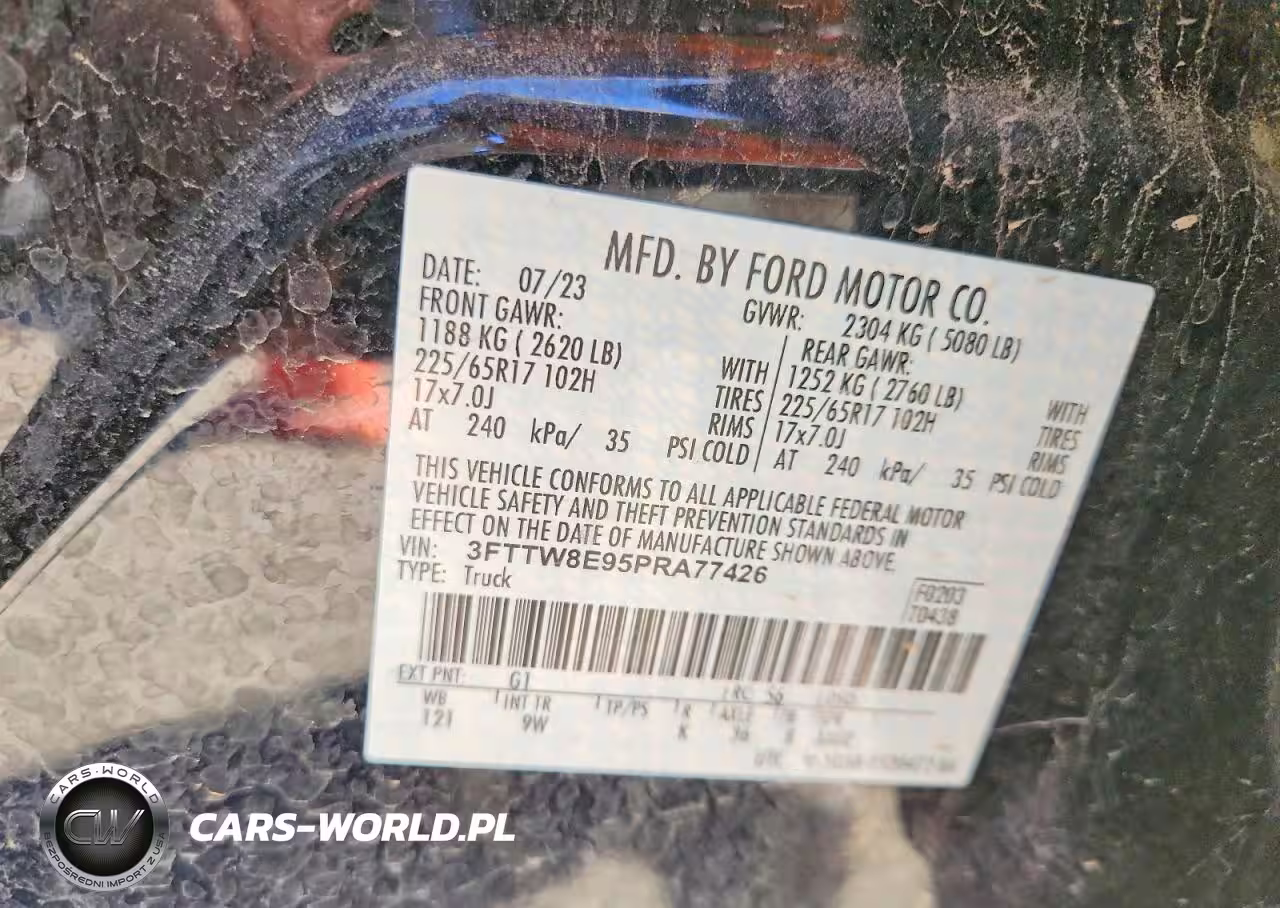 MFD. BY FORD MOTOR CO.
DATE: 07/23
GVWR: 2304 KG ( 5080 LB)
FRONT GAWR:
1188 KG ( 2620 LB) WITH
225/65R17 102H TIRES
17x7.0J RIMS
AT 240 kPa/ 35 PSI COLD
REAR GAWR:
1252 KG ( 2760 LB) WITH
225/65R17 102H TIRES
17x7.0J RIMS
AT 240 kPa/ 35 PSI COLD
THIS VEHICLE CONFORMS TO ALL APPLICABLE FEDERAL MOTOR
VEHICLE SAFETY AND THEFT PREVENTION STANDARDS IN
EFFECT ON THE DATE OF MANUFACTURE SHOWN ABOVE.
VIN: 3FTTW8E95PRA77426
TYPE: Truck
F0203
T0438
EXT PNT: G1
WB INT TR TP/PS R AXLE
121 9W
CARS-WORLD
CW
BEZPOŚREDNI IMPORT Z USA
CARS-WORLD.PL